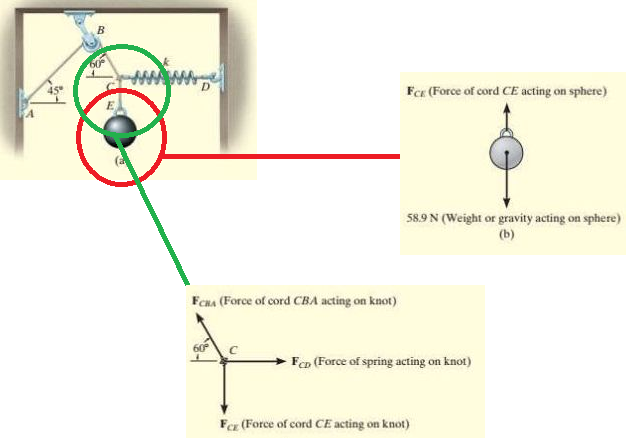 B
60°
k
C
D
45°
E
A
(a
F_CE (Force of cord CE acting on sphere)
58.9 N (Weight or gravity acting on sphere)
(b)
F_CBA (Force of cord CBA acting on knot)
60°
C
F_CD (Force of spring acting on knot)
F_CE (Force of cord CE acting on knot)